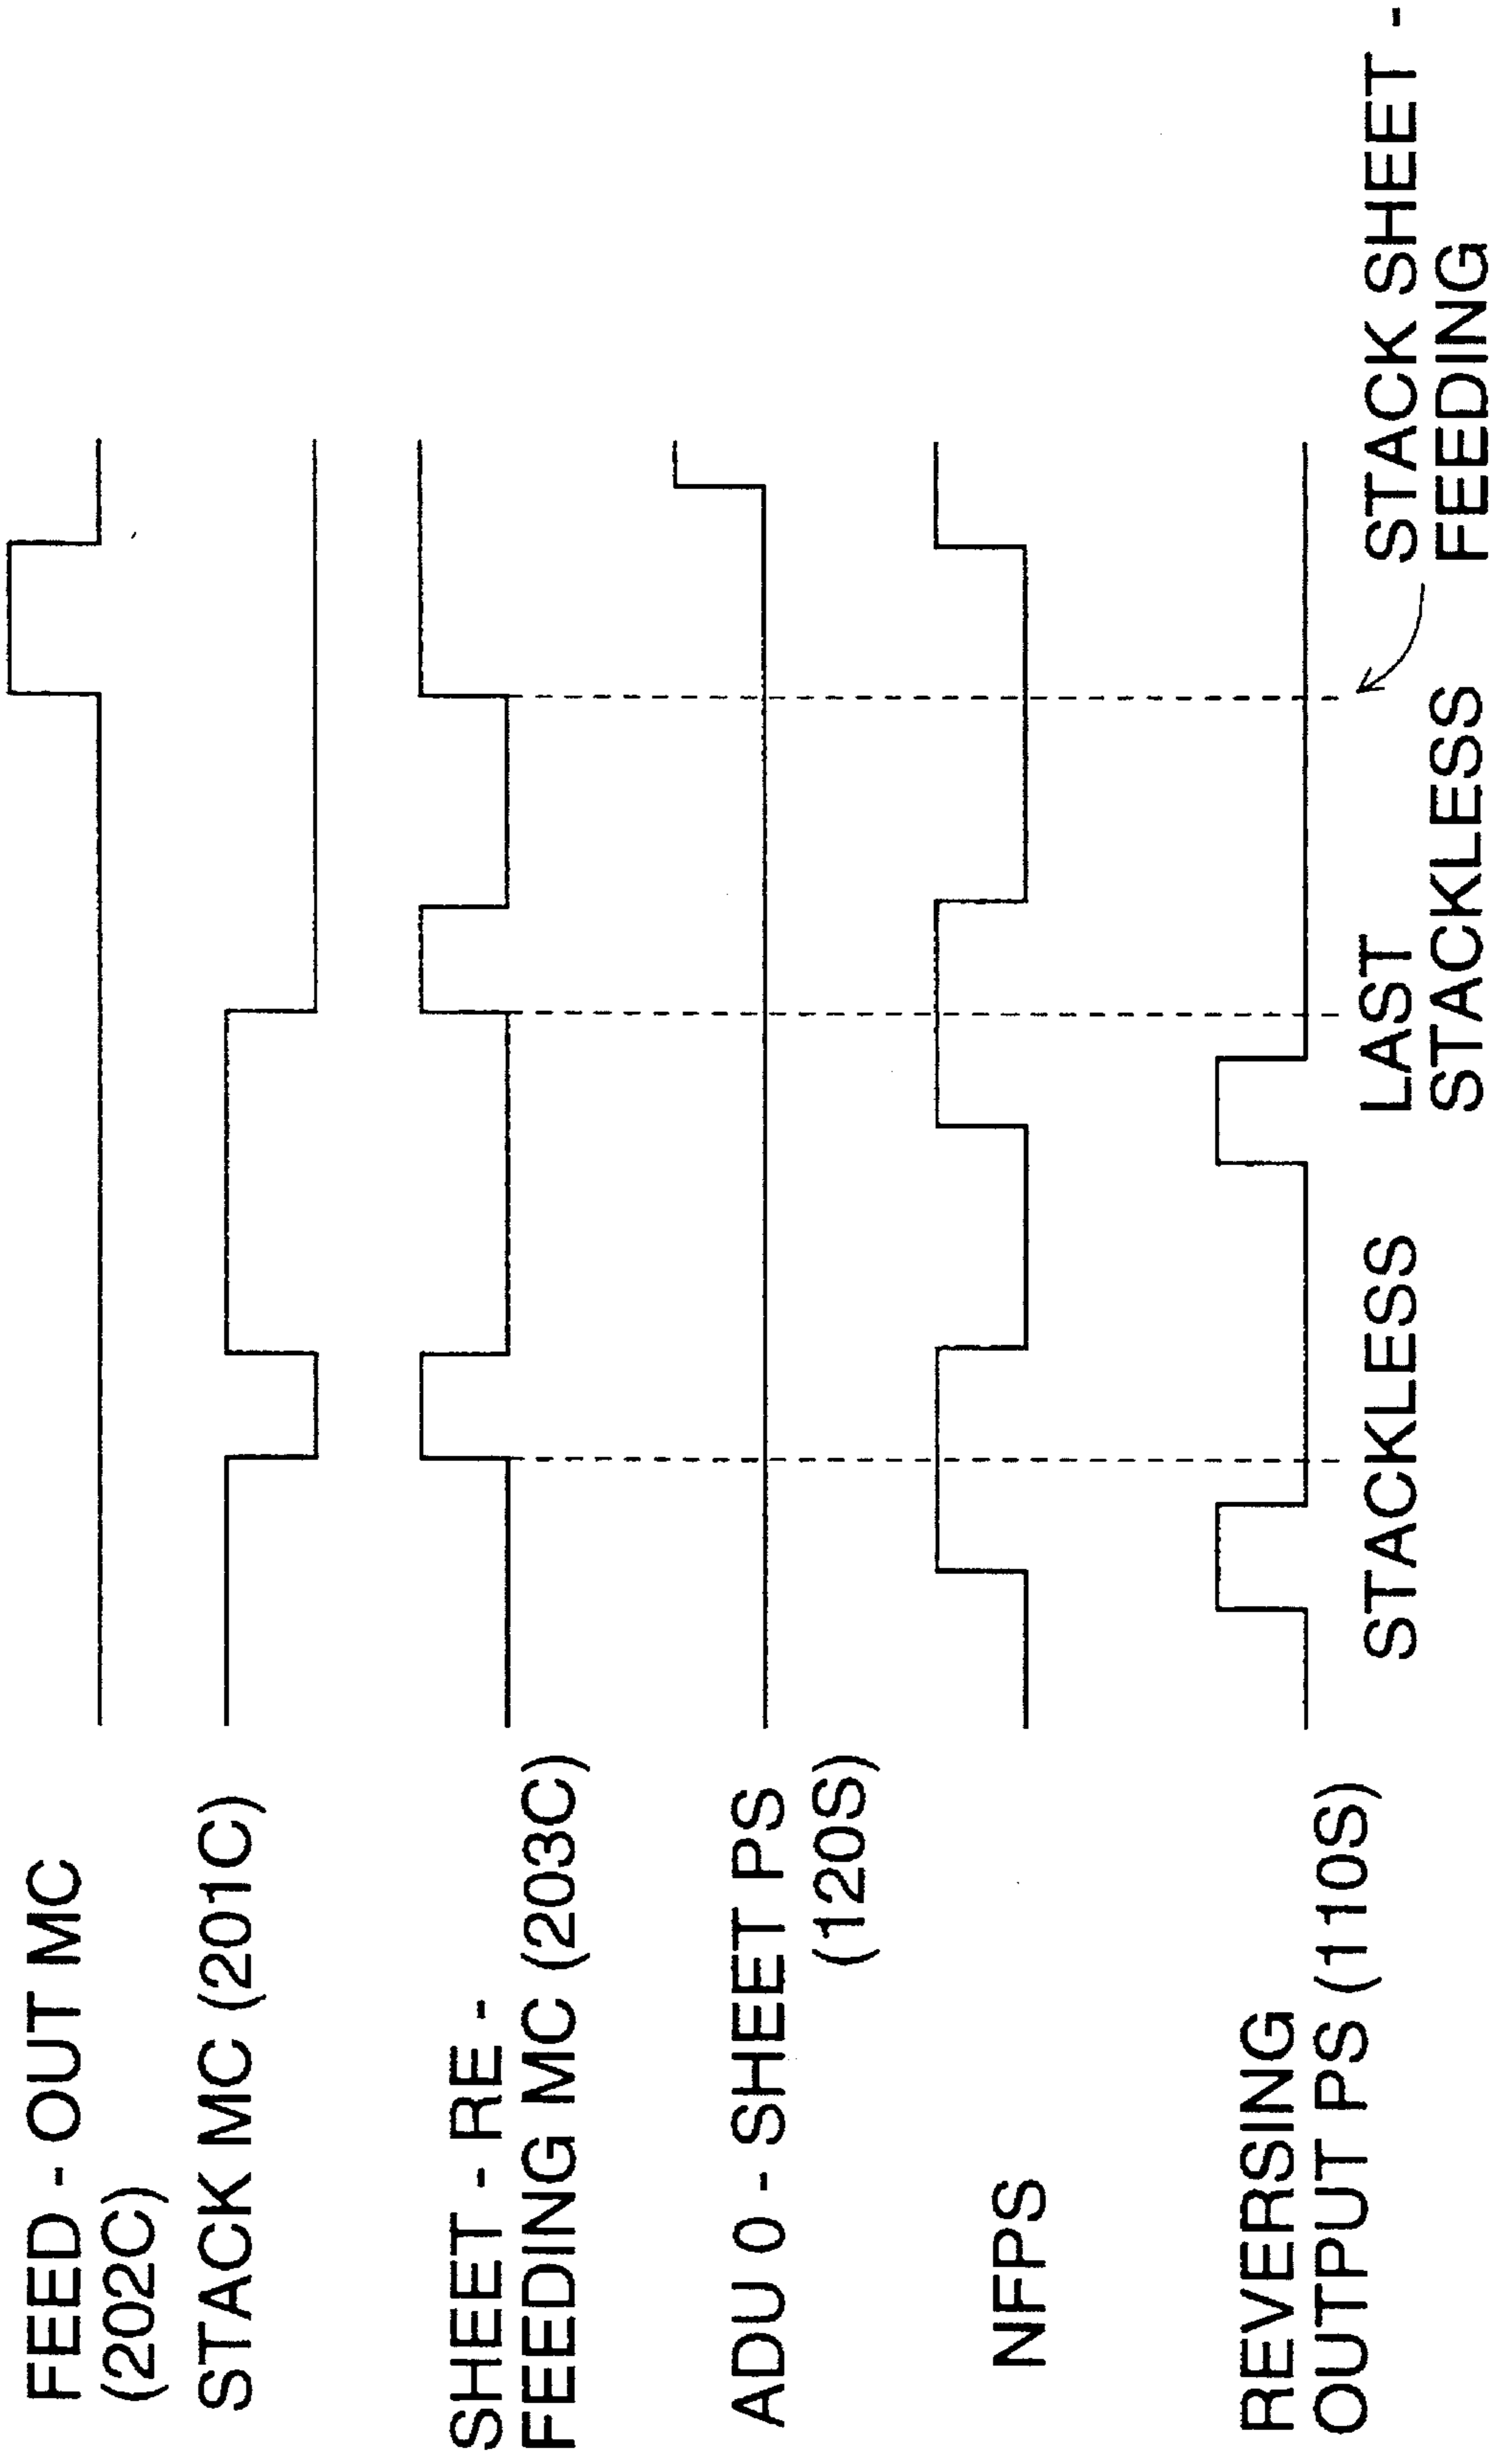 FEED - OUT MC
(202C)
STACK MC (201C)
SHEET - RE -
FEEDING MC (203C)
ADU 0 - SHEET PS
(120S)
NFPS
REVERSING
OUTPUT PS (110S)
STACKLESS
LAST
STACKLESS
STACK SHEET -
FEEDING